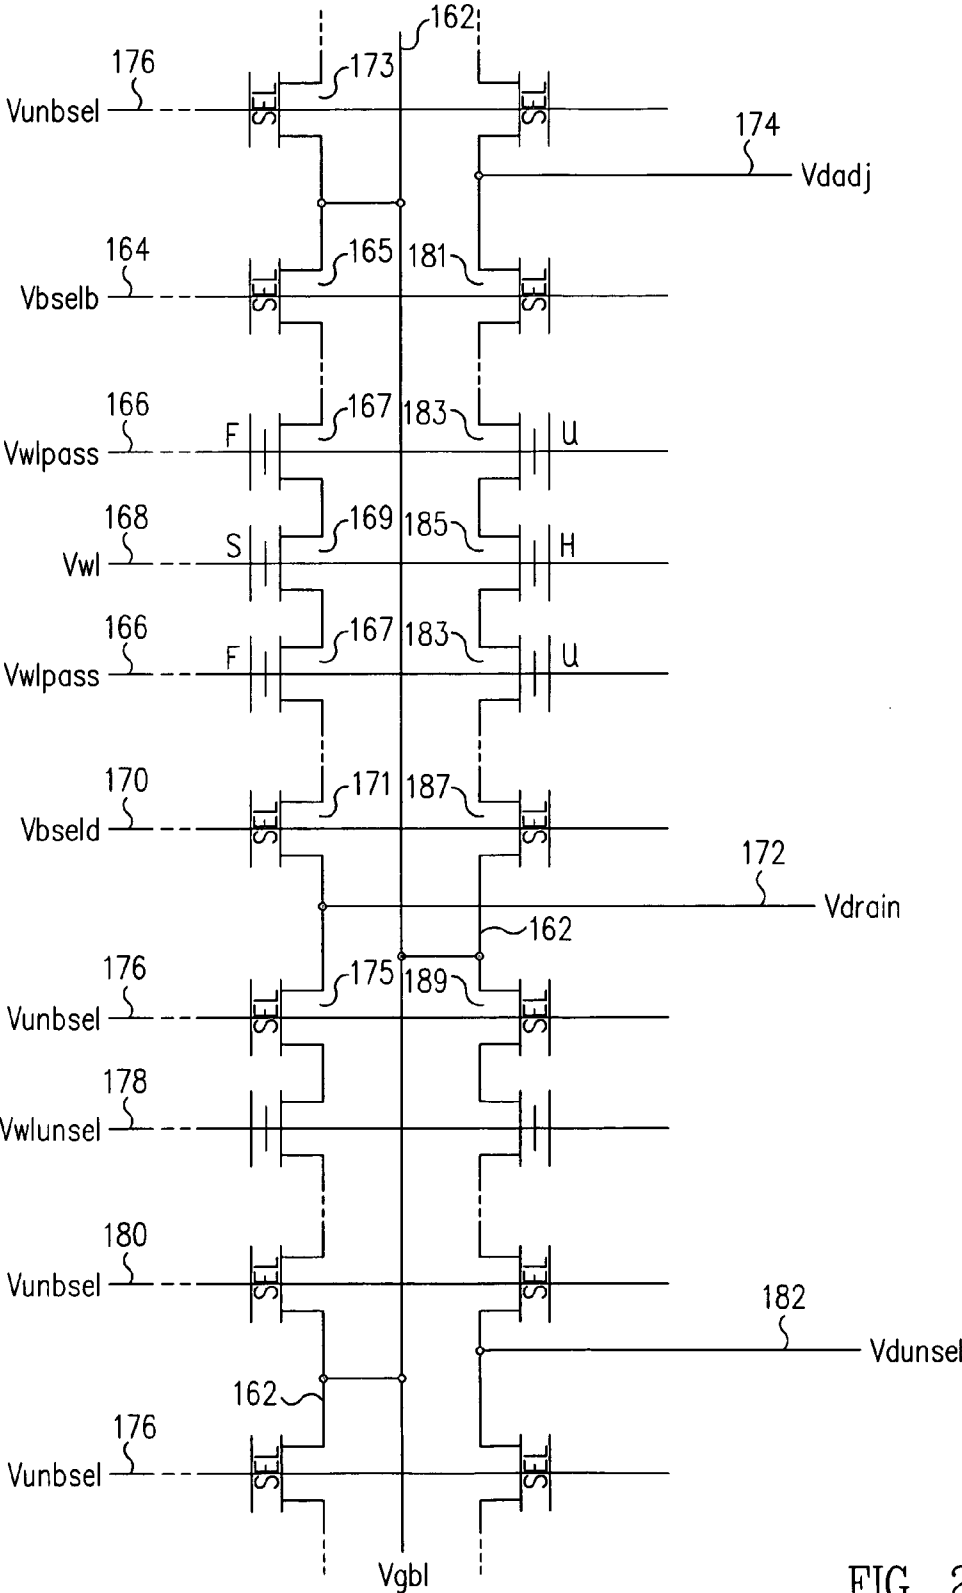 162
176
173
Vunbsel
SEL
SEL
174
Vdadj
164
165
181
Vbselb
SEL
SEL
166
167
183
F
U
Vwlpass
168
169
185
S
H
Vwl
166
167
183
F
U
Vwlpass
170
171
187
Vbseld
SEL
SEL
172
Vdrain
162
176
175
189
Vunbsel
SEL
SEL
178
Vwlunsel
180
Vunbsel
SEL
SEL
182
Vdunsel
162
176
Vunbsel
SEL
SEL
Vgbl
FIG.